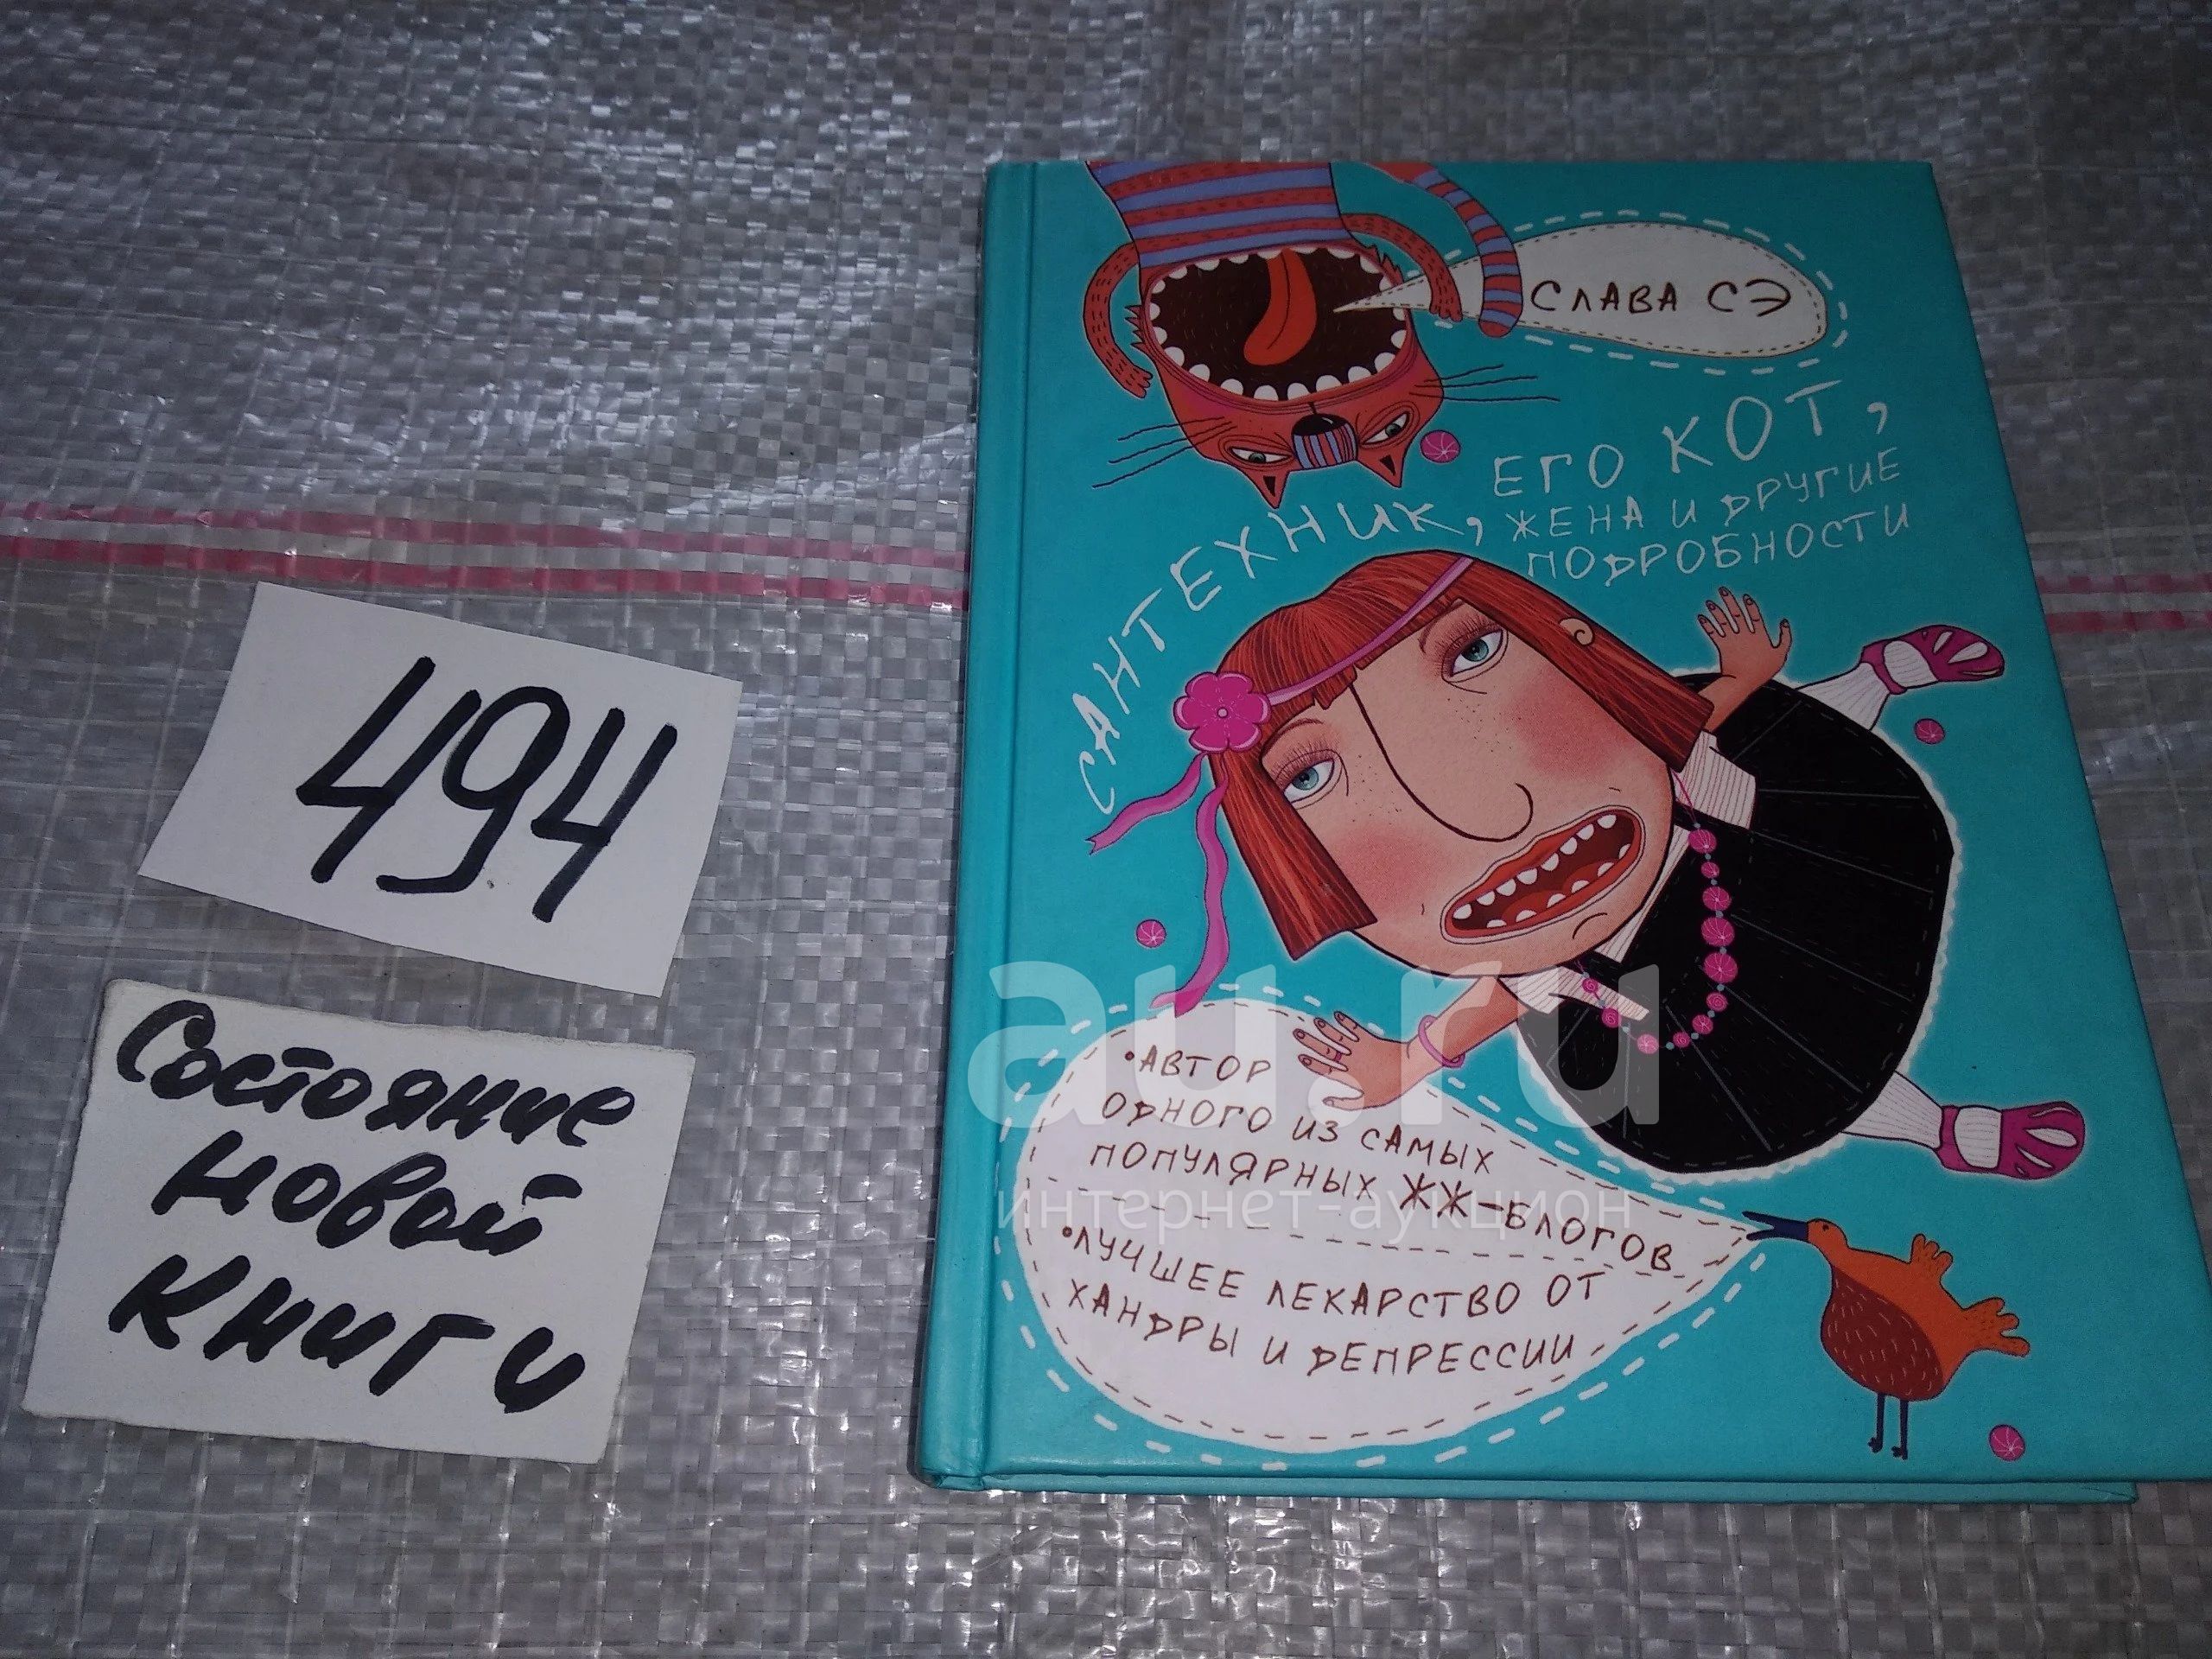 СЛАВА СЭ
САНТЕХНИК,
ЕГО КОТ,
ЖЕНА И ДРУГИЕ
ПОДРОБНОСТИ
494
Состояние
новой
книги
•АВТОР
ОДНОГО ИЗ САМЫХ
ПОПУЛЯРНЫХ ЖЖ-БЛОГОВ
•ЛУЧШЕЕ ЛЕКАРСТВО ОТ
ХАНДРЫ И ДЕПРЕССИИ
au.ru
интернет-аукцион